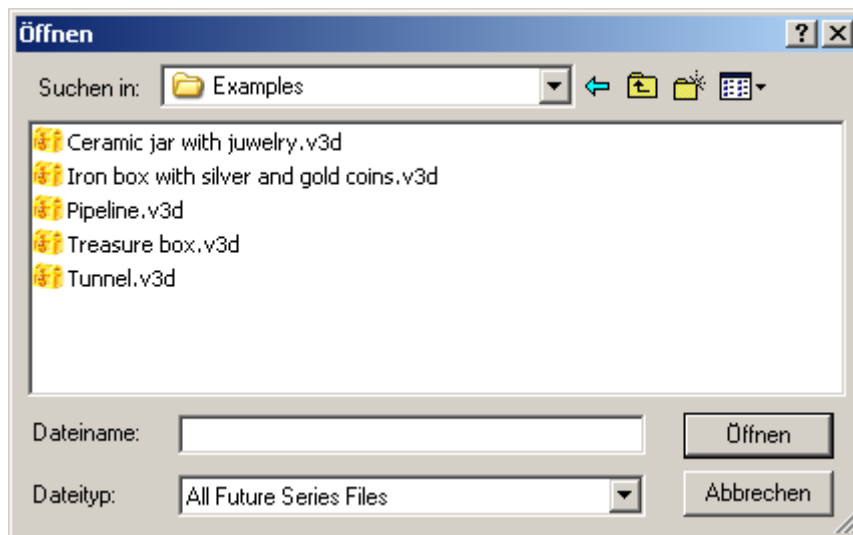 Öffnen
Suchen in: Examples
Ceramic jar with juwelry.v3d
Iron box with silver and gold coins.v3d
Pipeline.v3d
Treasure box.v3d
Tunnel.v3d
Dateiname: Öffnen
Dateityp: All Future Series Files Abbrechen